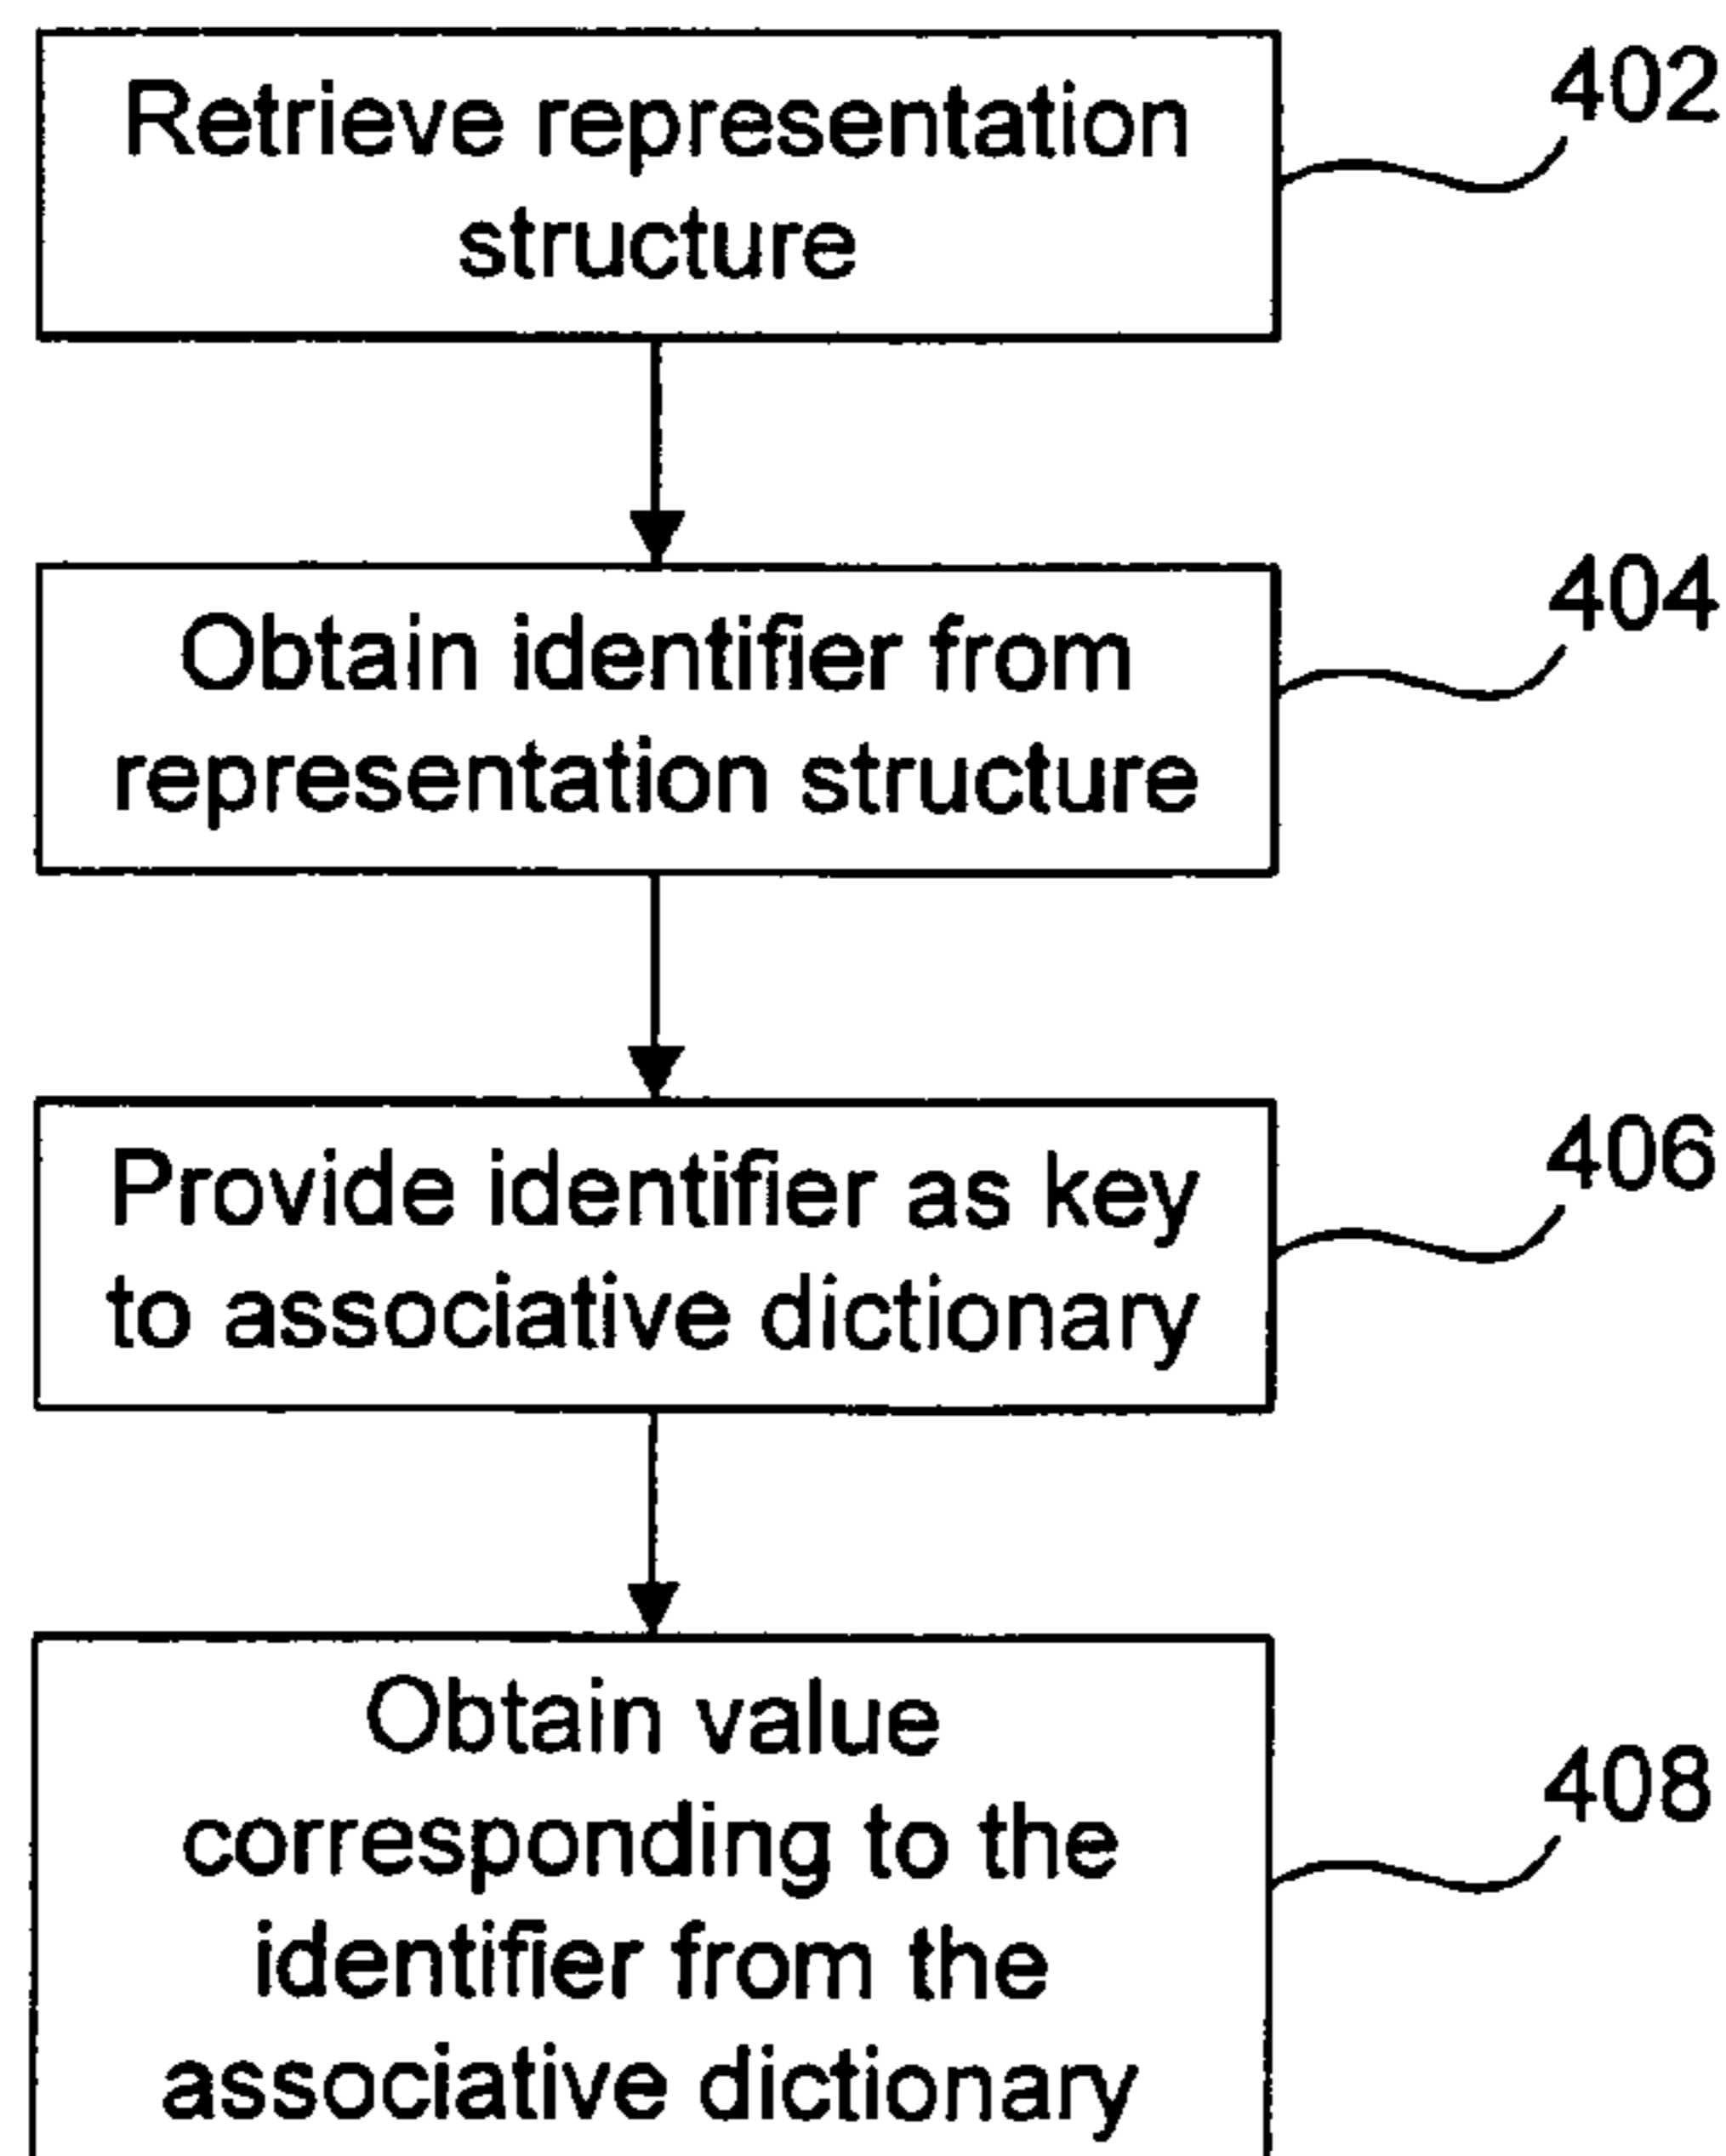 Retrieve representation
structure
402
Obtain identifier from
representation structure
404
Provide identifier as key
to associative dictionary
406
Obtain value
corresponding to the
identifier from the
associative dictionary
408